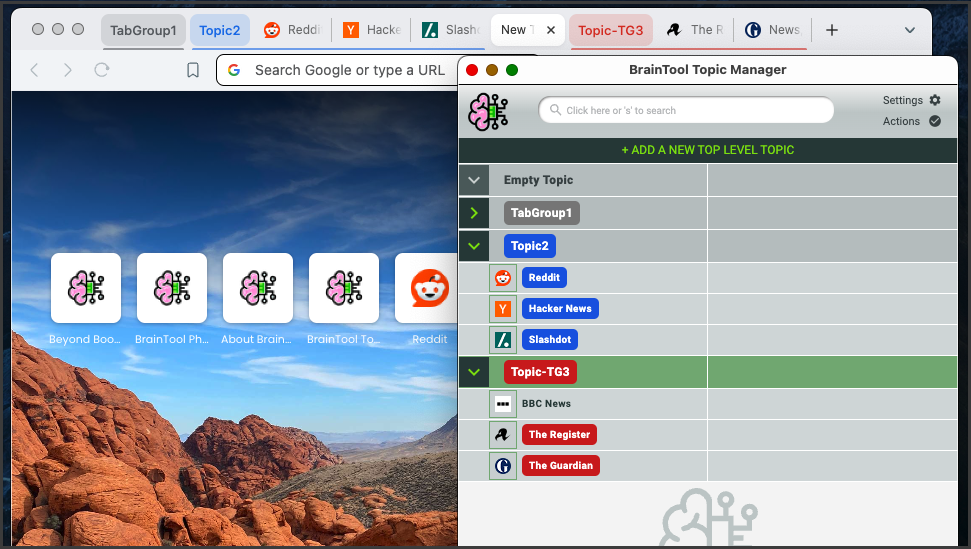 TabGroup1 Topic2 Reddi Hacke Slash New T Topic-TG3 The R News,
Search Google or type a URL
BrainTool Topic Manager
Click here or 's' to search
Settings
Actions
+ ADD A NEW TOP LEVEL TOPIC
Empty Topic
TabGroup1
Topic2
Reddit
Hacker News
Slashdot
Topic-TG3
BBC News
The Register
The Guardian
Beyond Boo... BrainTool Ph... About Brain... BrainTool To... Reddit